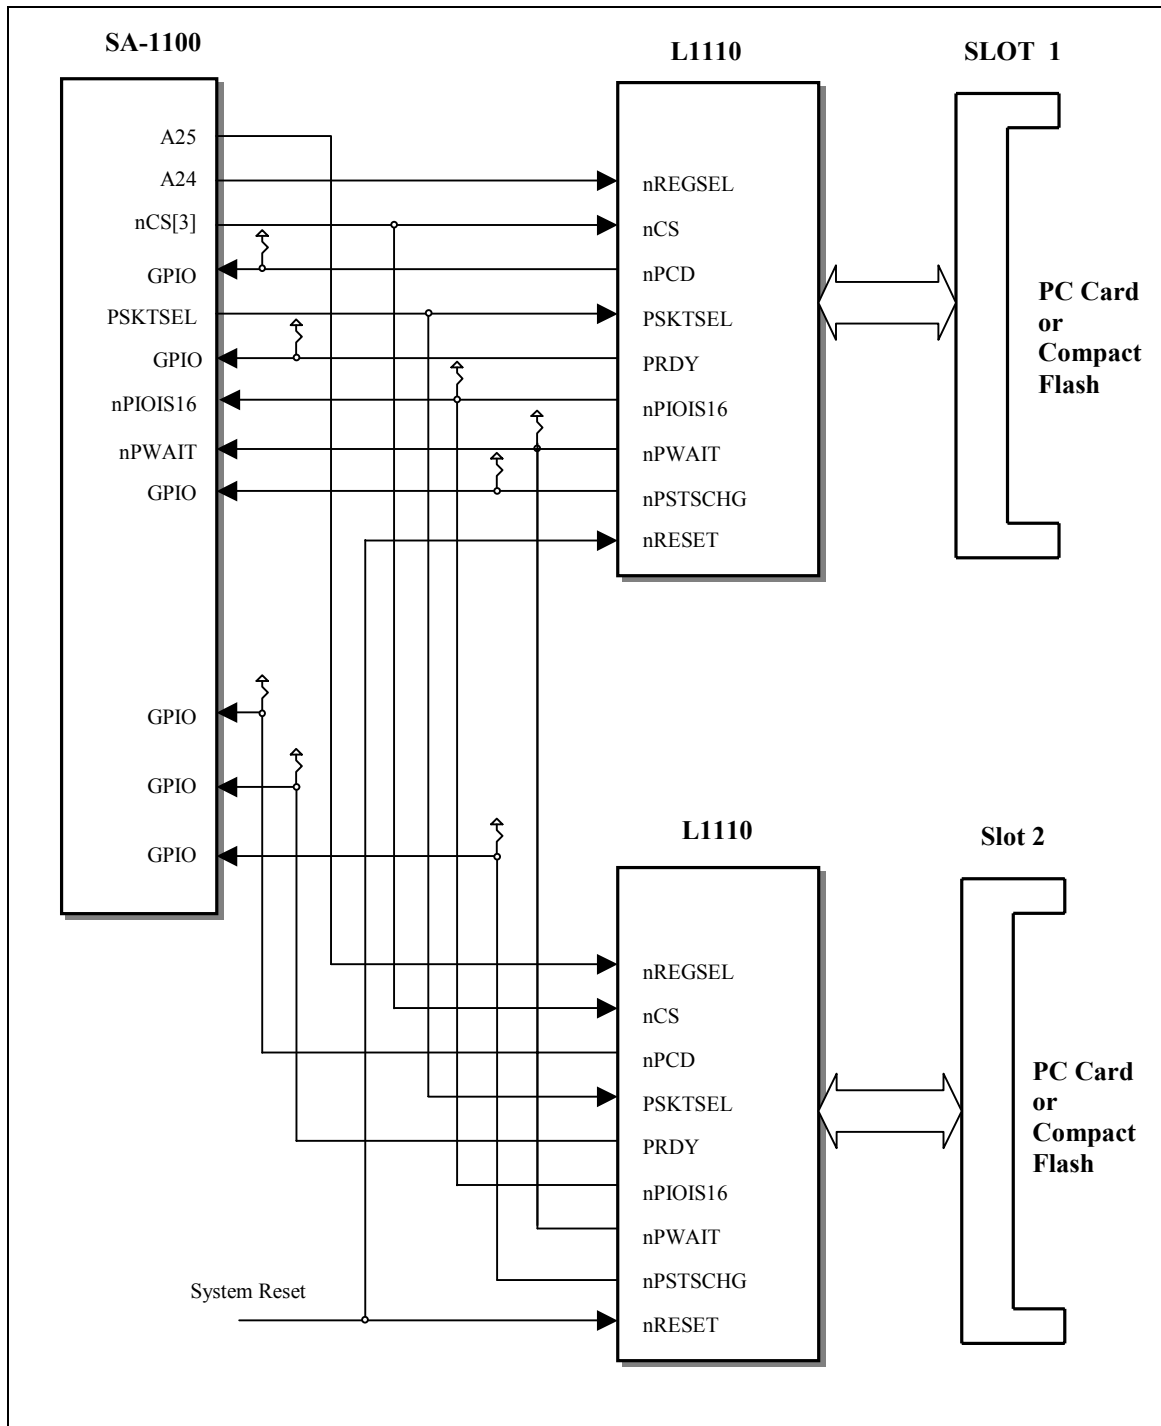 SA-1100
L1110
SLOT 1
A25
A24
nCS[3]
GPIO
PSKTSEL
GPIO
nPIOIS16
nPWAIT
GPIO
GPIO
GPIO
GPIO
nREGSEL
nCS
nPCD
PSKTSEL
PRDY
nPIOIS16
nPWAIT
nPSTSCHG
nRESET
PC Card
or
Compact
Flash
L1110
Slot 2
nREGSEL
nCS
nPCD
PSKTSEL
PRDY
nPIOIS16
nPWAIT
nPSTSCHG
nRESET
PC Card
or
Compact
Flash
System Reset